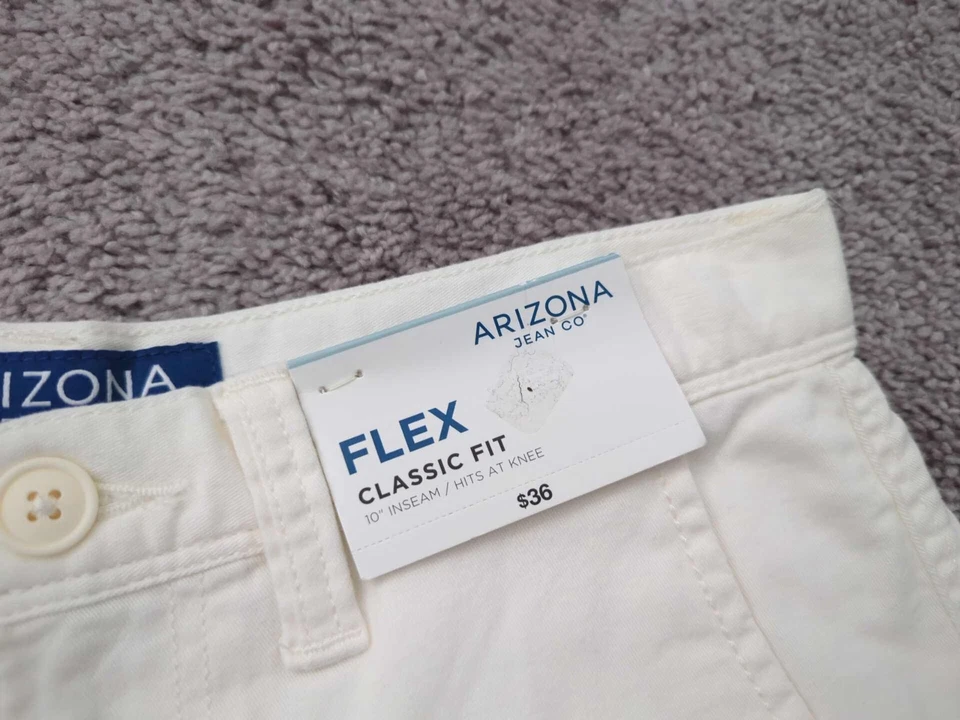 IZONA
ARIZONA
JEAN CO®
FLEX
CLASSIC FIT
10" INSEAM / HITS AT KNEE
$36